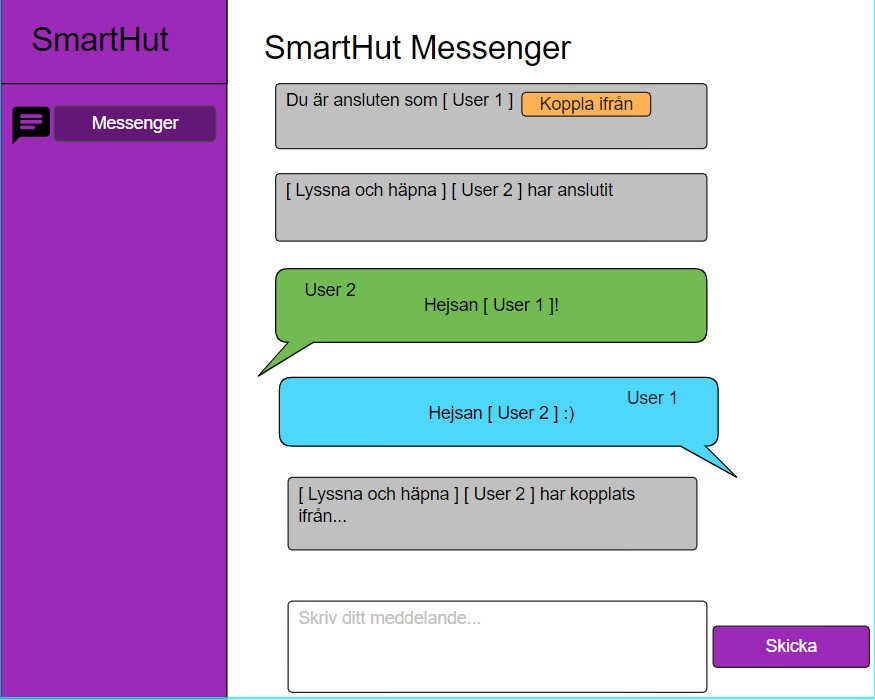 SmartHut
Messenger
SmartHut Messenger
Du är ansluten som [ User 1 ] Koppla ifrån
[ Lyssna och häpna ] [ User 2 ] har anslutit
User 2
Hejsan [ User 1 ]!
User 1
Hejsan [ User 2 ] :)
[ Lyssna och häpna ] [ User 2 ] har kopplats
ifrån...
Skriv ditt meddelande...
Skicka